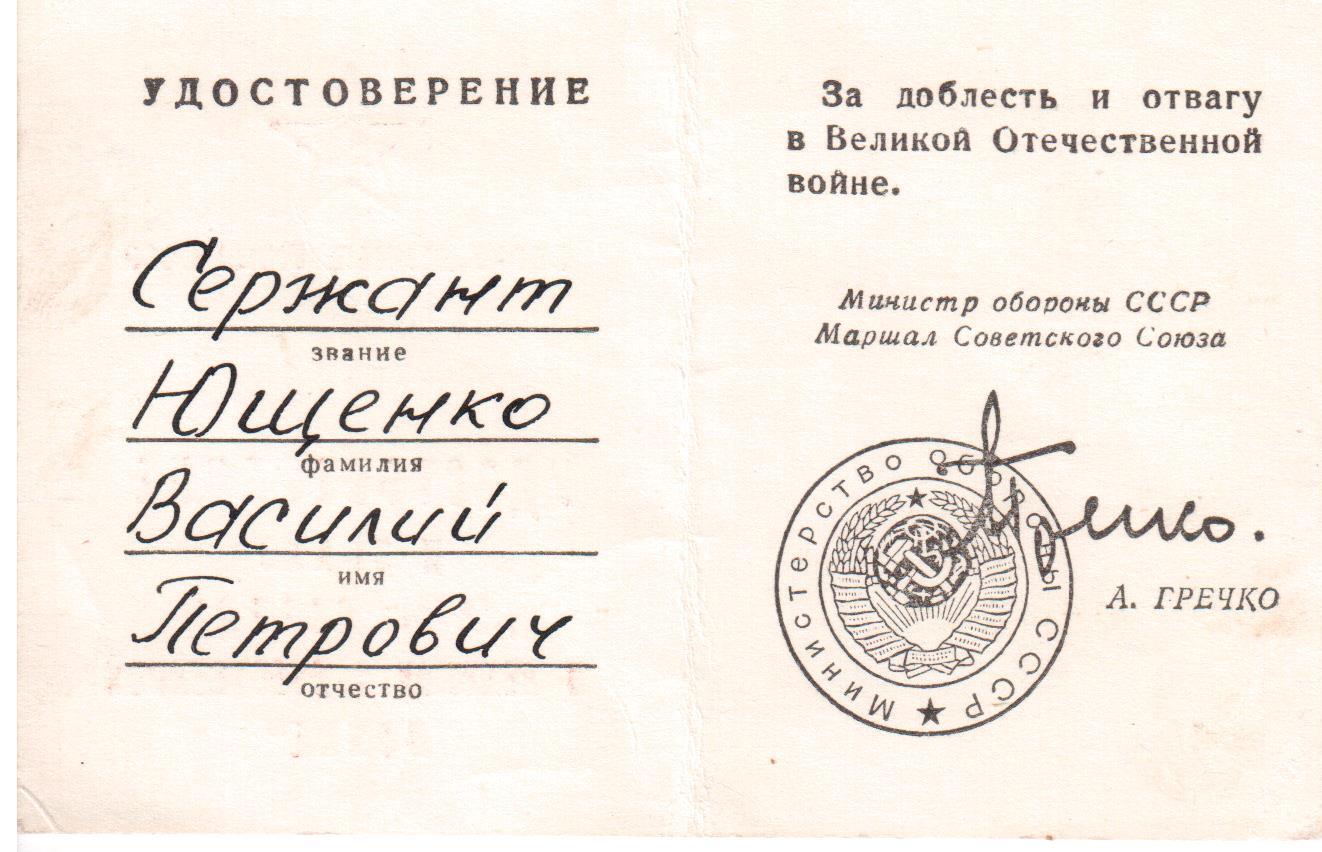 УДОСТОВЕРЕНИЕ
Сержант
звание
Ющенко
фамилия
Василий
имя
Петрович
отчество
За доблесть и отвагу
в Великой Отечественной
войне.
Министр обороны СССР
Маршал Советского Союза
Министерство Обороны СССР
Гречко.
А. ГРЕЧКО